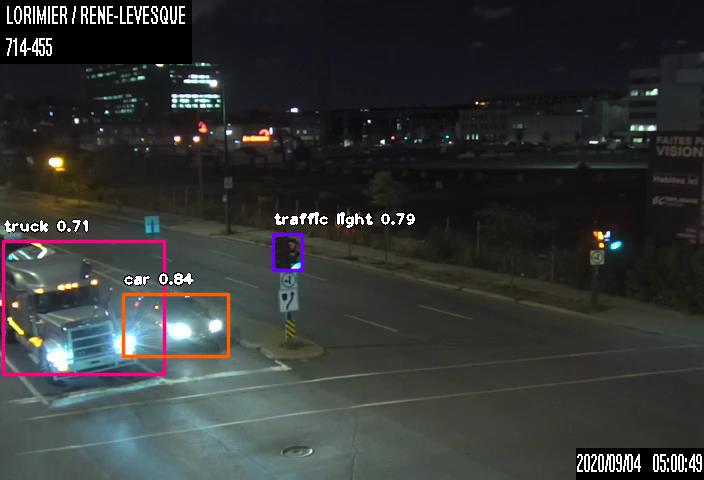 LORIMIER / RENE-LEVESQUE
714-455
FAITES P
VISION
truck 0.71
traffic light 0.79
car 0.84
2020/09/04 05:00:49